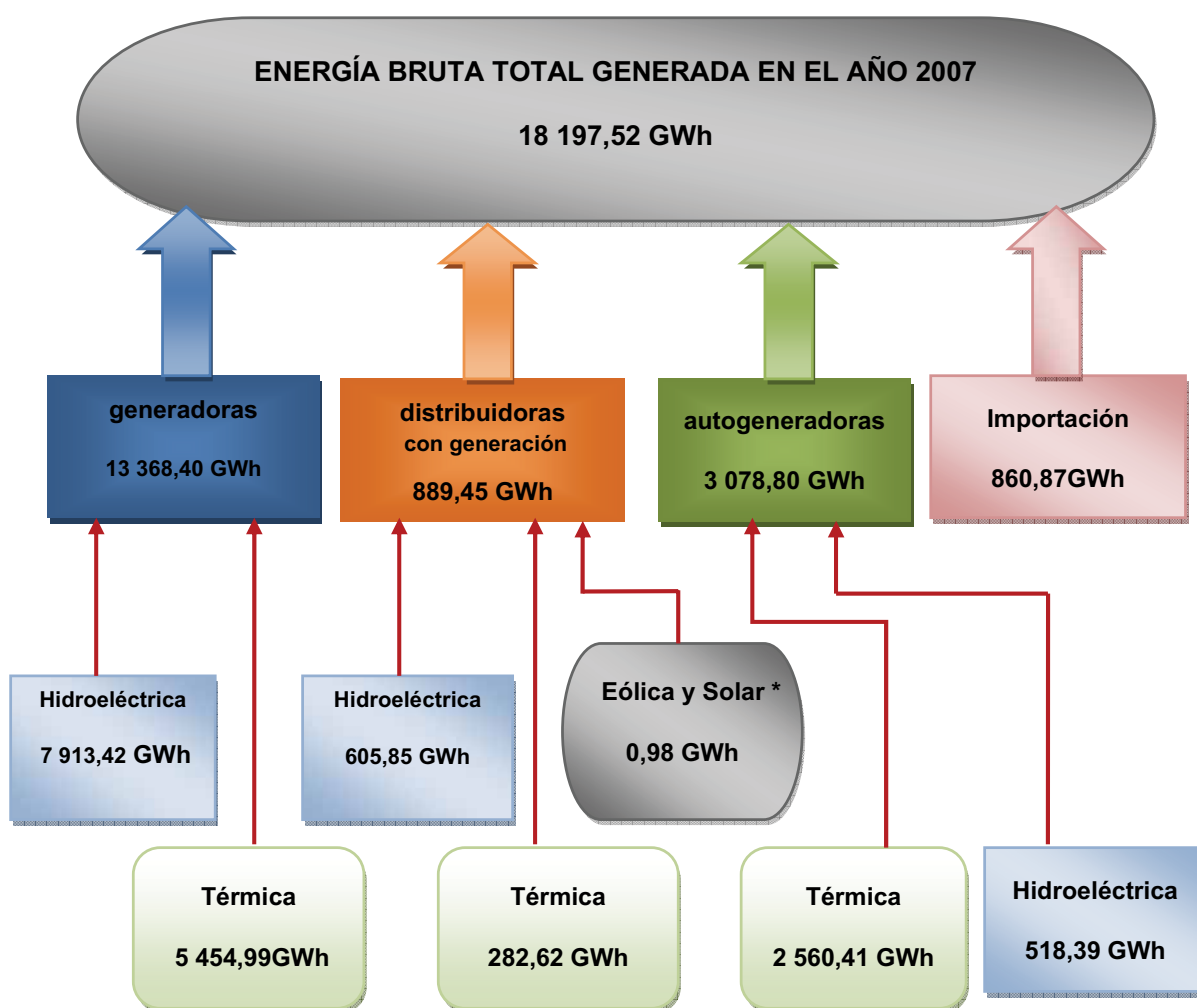 ENERGÍA BRUTA TOTAL GENERADA EN EL AÑO 2007
18 197,52 GWh
generadoras
13 368,40 GWh
distribuidoras
con generación
889,45 GWh
autogeneradoras
3 078,80 GWh
Importación
860,87GWh
Hidroeléctrica
7 913,42 GWh
Hidroeléctrica
605,85 GWh
Eólica y Solar *
0,98 GWh
Térmica
5 454,99GWh
Térmica
282,62 GWh
Térmica
2 560,41 GWh
Hidroeléctrica
518,39 GWh